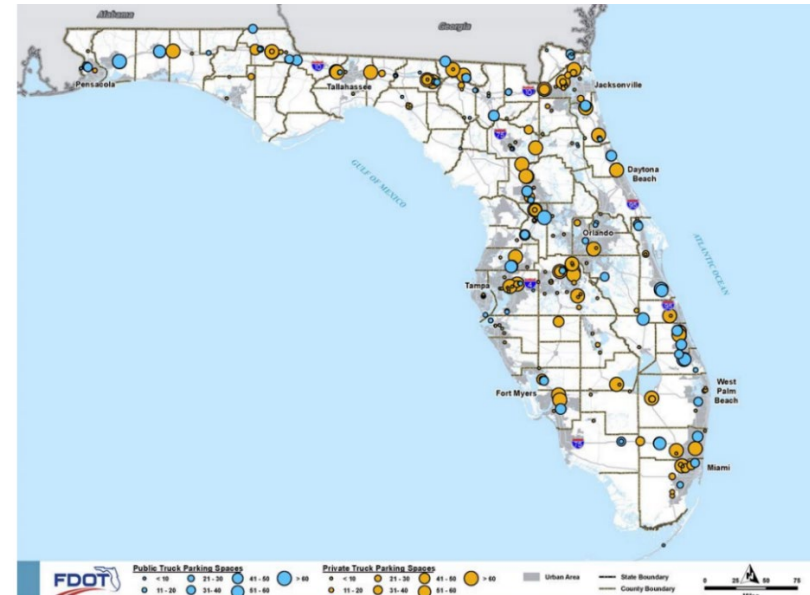 Alabama
Georgia
Pensacola
Tallahassee
Jacksonville
GULF OF MEXICO
Daytona
Beach
Orlando
ATLANTIC OCEAN
Tampa
4
West
Palm
Beach
Fort Myers
75
Miami
FDOT
Public Truck Parking Spaces
< 10 21 - 30 41 - 50 > 60
11 - 20 31- 40 51 - 60
Private Truck Parking Spaces
< 10 21 - 30 41 - 50 > 60
11 - 20 31- 40 51 - 60
Urban Area
State Boundary
County Boundary
N
0 25 50 75